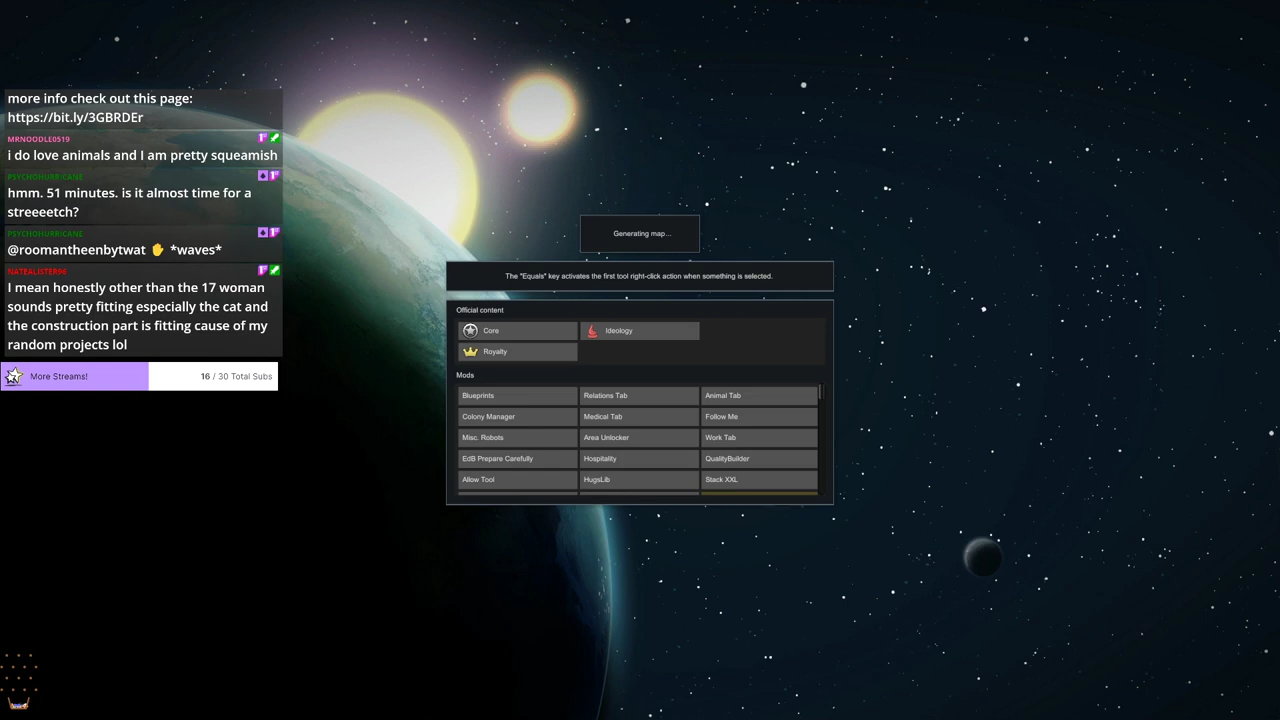 more info check out this page:
https://bit.ly/3GBRDEr
MRNOODLE0519
i do love animals and I am pretty squeamish
PSYCHOHURRICANE
hmm. 51 minutes. is it almost time for a
streeeetch?
PSYCHOHURRICANE
@roomantheenbytwat ✋ *waves*
NATEALISTER96
I mean honestly other than the 17 woman
sounds pretty fitting especially the cat and
the construction part is fitting cause of my
random projects lol
More Streams!
16 / 30 Total Subs
Generating map...
The "Equals" key activates the first tool right-click action when something is selected.
Official content
Core
Ideology
Royalty
Mods
Blueprints
Relations Tab
Animal Tab
Colony Manager
Medical Tab
Follow Me
Misc. Robots
Area Unlocker
Work Tab
EdB Prepare Carefully
Hospitality
QualityBuilder
Allow Tool
HugsLib
Stack XXL